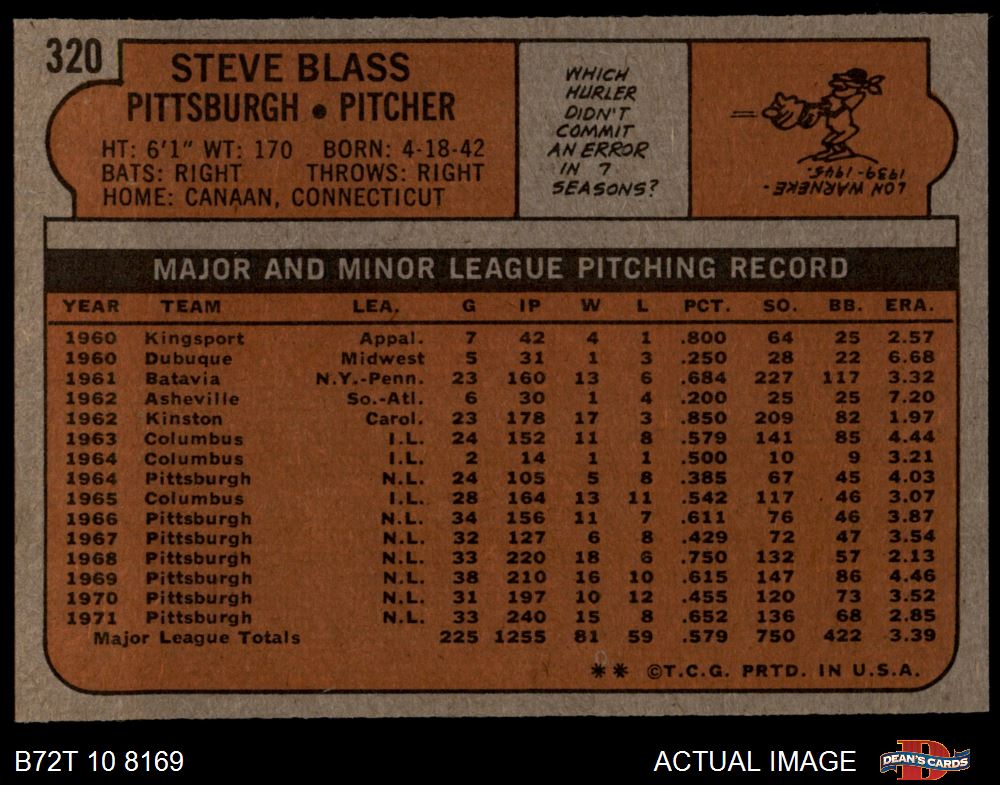 320
STEVE BLASS
PITTSBURGH • PITCHER
HT: 6'1" WT: 170 BORN: 4-18-42
BATS: RIGHT THROWS: RIGHT
HOME: CANAAN, CONNECTICUT
WHICH
HURLER
DIDN'T
COMMIT
AN ERROR
IN 7
SEASONS?
LON WARNEKE-
1939-1945.
MAJOR AND MINOR LEAGUE PITCHING RECORD
YEAR TEAM LEA. G IP W L PCT. SO. BB. ERA.
1960 Kingsport Appal. 7 42 4 1 .800 64 25 2.57
1960 Dubuque Midwest 5 31 1 3 .250 28 22 6.68
1961 Batavia N.Y.-Penn. 23 160 13 6 .684 227 117 3.32
1962 Asheville So.-Atl. 6 30 1 4 .200 25 25 7.20
1962 Kinston Carol. 23 178 17 3 .850 209 82 1.97
1963 Columbus I.L. 24 152 11 8 .579 141 85 4.44
1964 Columbus I.L. 2 14 1 1 .500 10 9 3.21
1964 Pittsburgh N.L. 24 105 5 8 .385 67 45 4.03
1965 Columbus I.L. 28 164 13 11 .542 117 46 3.07
1966 Pittsburgh N.L. 34 156 11 7 .611 76 46 3.87
1967 Pittsburgh N.L. 32 127 6 8 .429 72 47 3.54
1968 Pittsburgh N.L. 33 220 18 6 .750 132 57 2.13
1969 Pittsburgh N.L. 38 210 16 10 .615 147 86 4.46
1970 Pittsburgh N.L. 31 197 10 12 .455 120 73 3.52
1971 Pittsburgh N.L. 33 240 15 8 .652 136 68 2.85
Major League Totals 225 1255 81 59 .579 750 422 3.39
** ©T.C.G. PRTD. IN U.S.A.
B72T 10 8169
ACTUAL IMAGE
D
DEAN'S CARDS